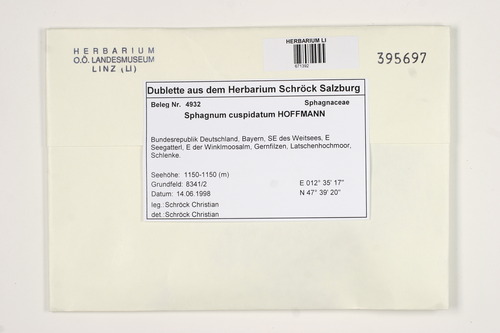 HERBARIUM
O.Ö. LANDESMUSEUM
LINZ (LI)
HERBARIUM LI
395697
Dublette aus dem Herbarium Schröck Salzburg
Beleg Nr. 4932 Sphagnaceae
Sphagnum cuspidatum HOFFMANN
Bundesrepublik Deutschland, Bayern, SE des Weitsees, E
Seegatterl, E der Winklmoosalm, Gernfilzen, Latschenhochmoor,
Schlenke.
Seehöhe: 1150-1150 (m)
Grundfeld: 8341/2 E 012° 35' 17"
Datum: 14.06.1998 N 47° 39' 20"
leg.:Schröck Christian
det.:Schröck Christian